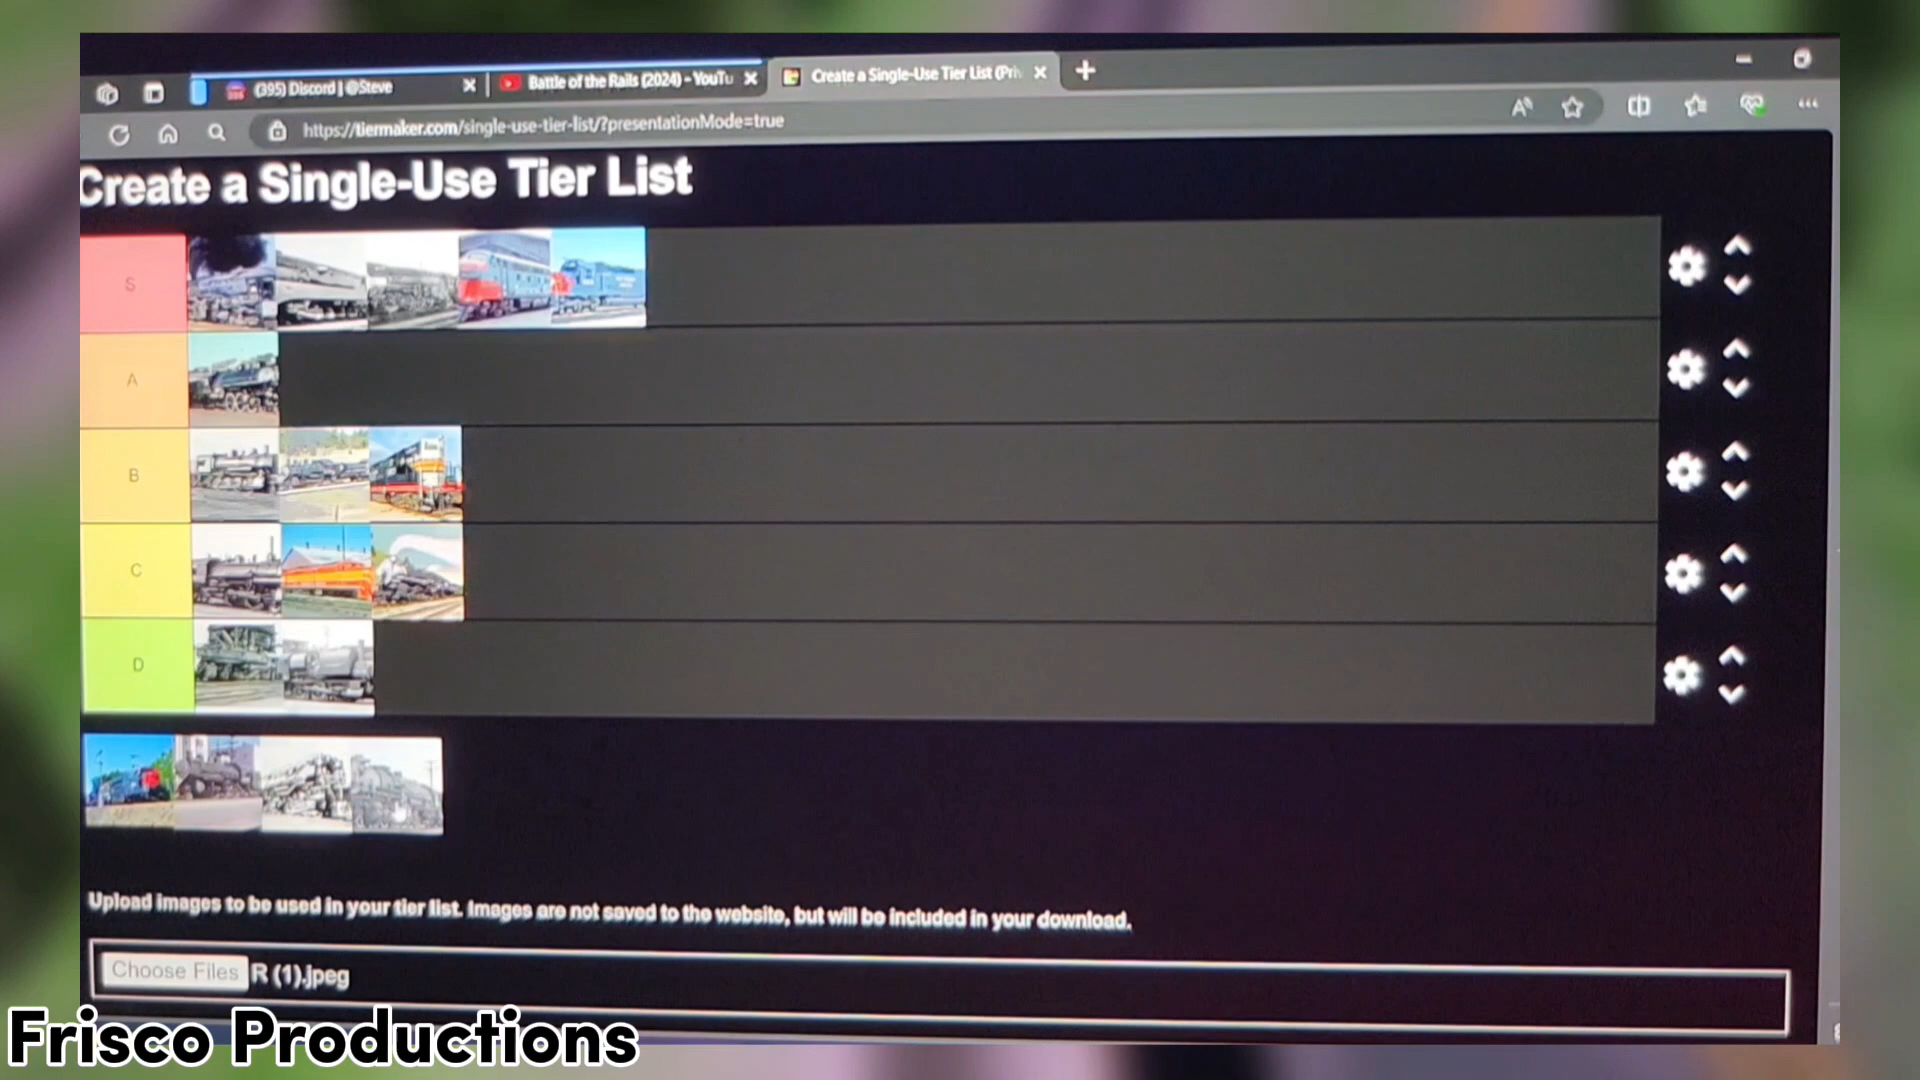 (395) Discord | @Steve
Battle of the Rails (2024) - YouTu
Create a Single-Use Tier List (Pri
https://tiermaker.com/single-use-tier-list/?presentationMode=true
Create a Single-Use Tier List
S
A
B
C
D
Upload images to be used in your tier list. Images are not saved to the website, but will be included in your download.
Choose Files R (1).jpeg
Frisco Productions